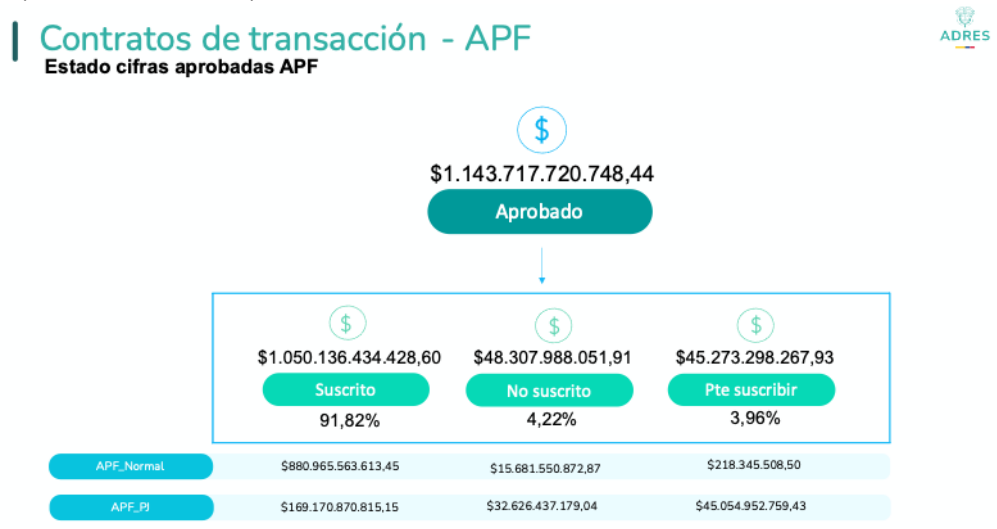 Contratos de transacción - APF
ADRES
Estado cifras aprobadas APF
$
$1.143.717.720.748,44
Aprobado
$ $ $
$1.050.136.434.428,60 $48.307.988.051,91 $45.273.298.267,93
Suscrito No suscrito Pte suscribir
91,82% 4,22% 3,96%
APF_Normal $880.965.563.613,45 $15.681.550.872,87 $218.345.508,50
APF_PJ $169.170.870.815,15 $32.626.437.179,04 $45.054.952.759,43